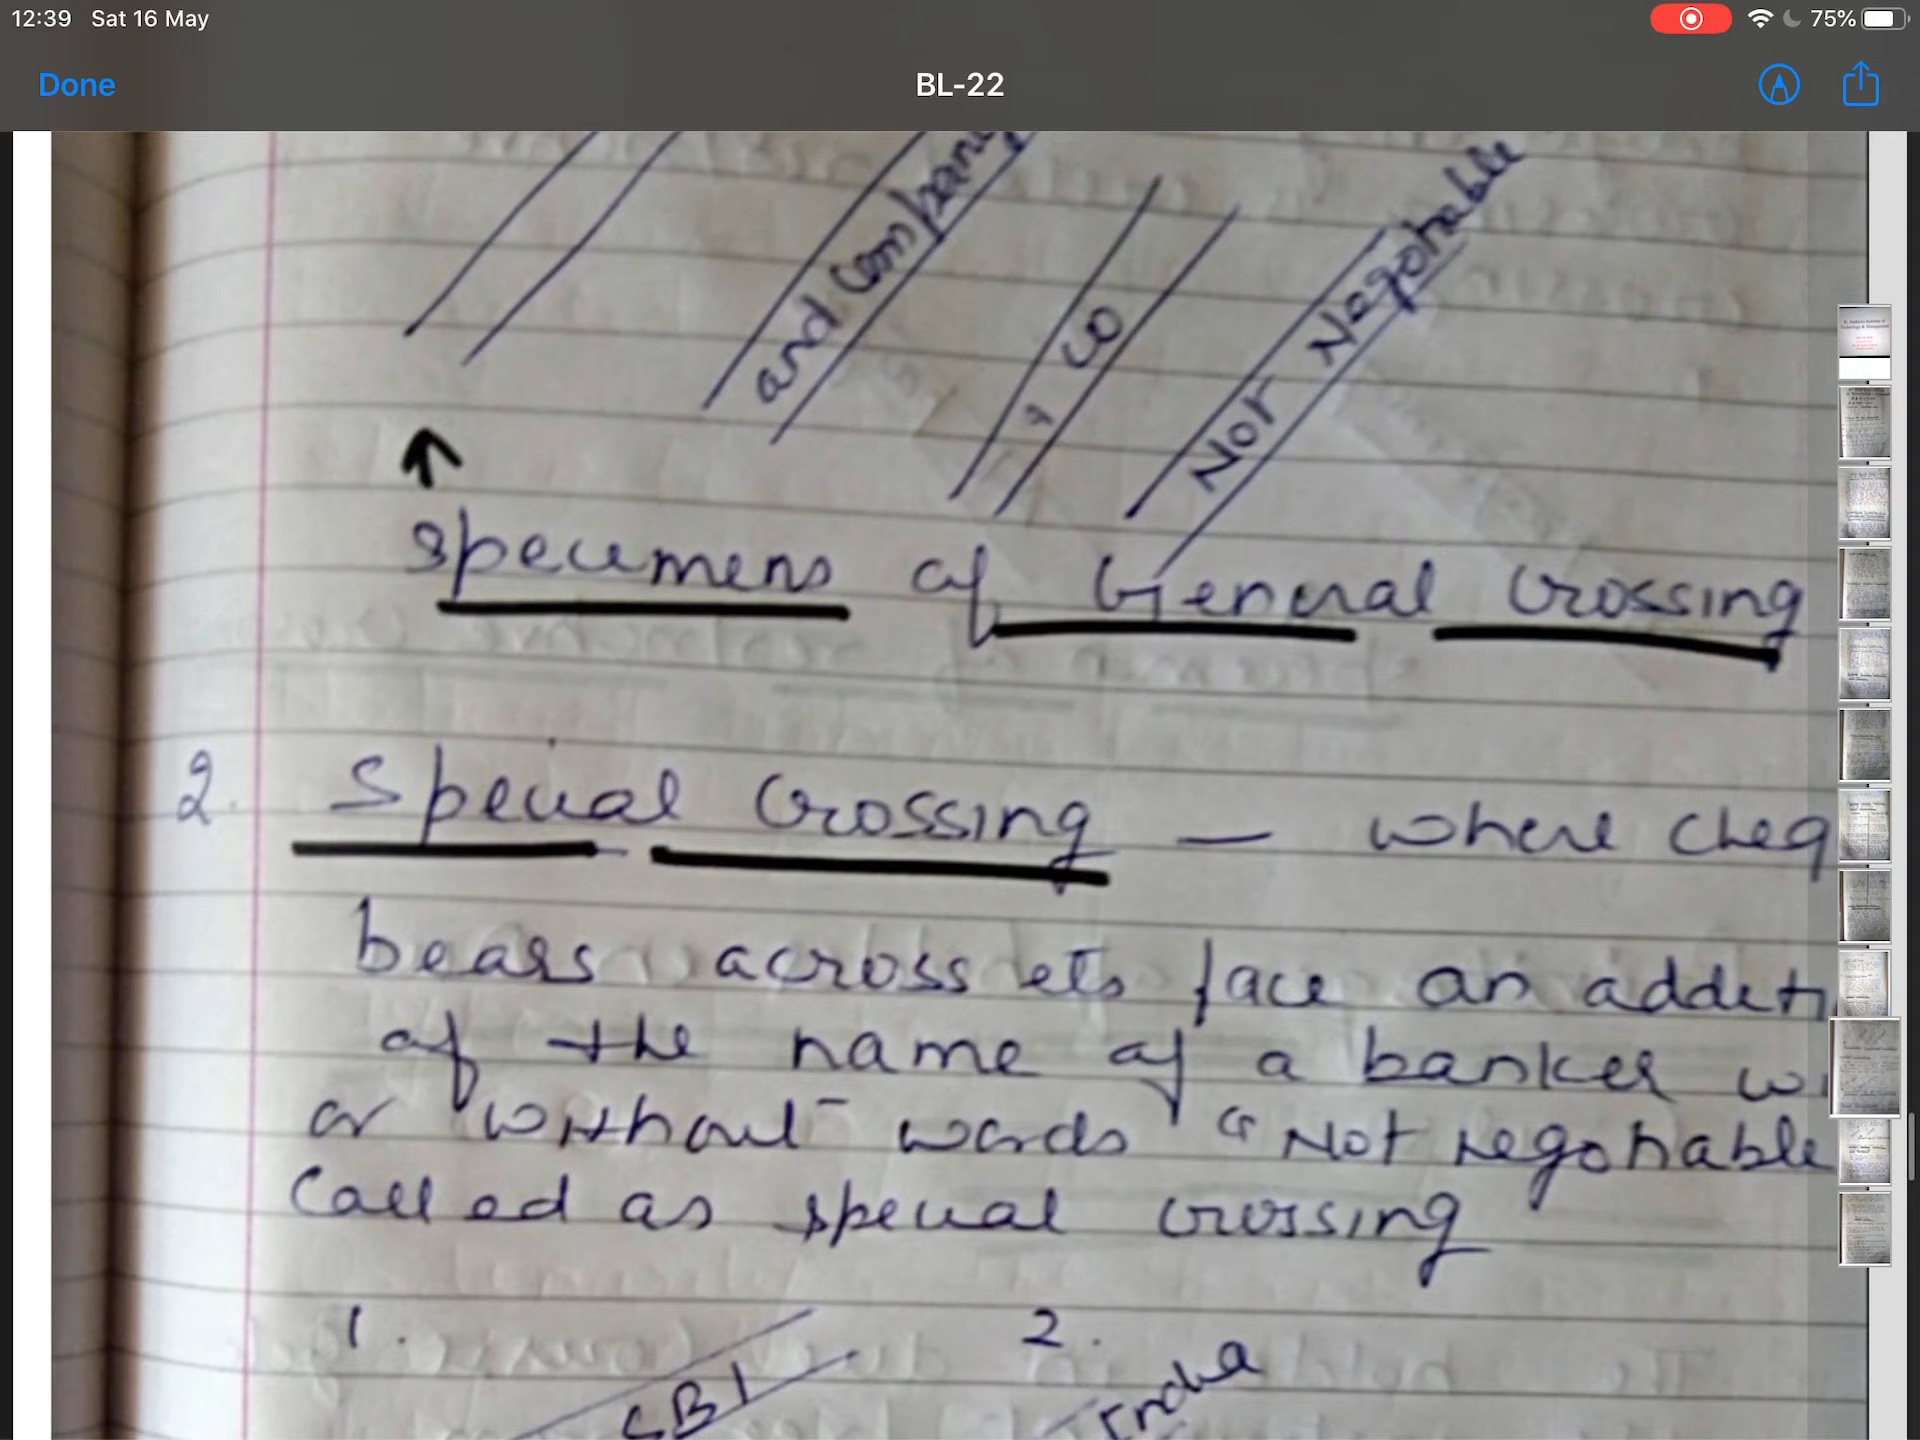 12:39 Sat 16 May
75%
Done
BL-22
and Company
& CO
Not Negotiable
specimens of General Crossing
2. Special Crossing — where cheq
bears across its face an additi
of the name of a banker wi
or without words "Not negotiable
Called as special crossing
1. 2.
SBI
India